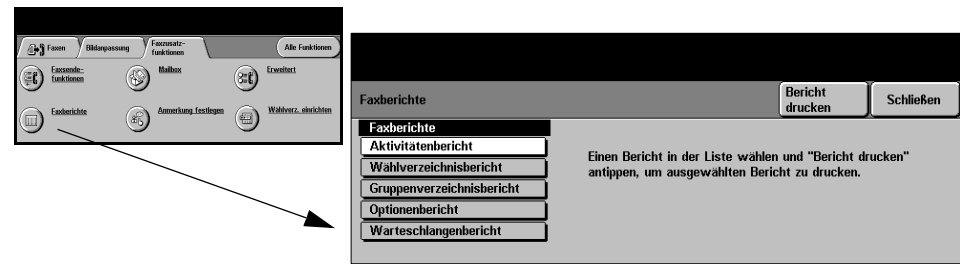 Faxen
Bildanpassung
Faxzusatz-
funktionen
Alle Funktionen
Faxsende-
funktionen
Mailbox
Erweitert
Faxberichte
Anmerkung festlegen
Wählverz. einrichten
Faxberichte
Bericht
drucken
Schließen
Faxberichte
Aktivitätenbericht
Wählverzeichnisbericht
Gruppenverzeichnisbericht
Optionenbericht
Warteschlangenbericht
Einen Bericht in der Liste wählen und "Bericht drucken"
antippen, um ausgewählten Bericht zu drucken.